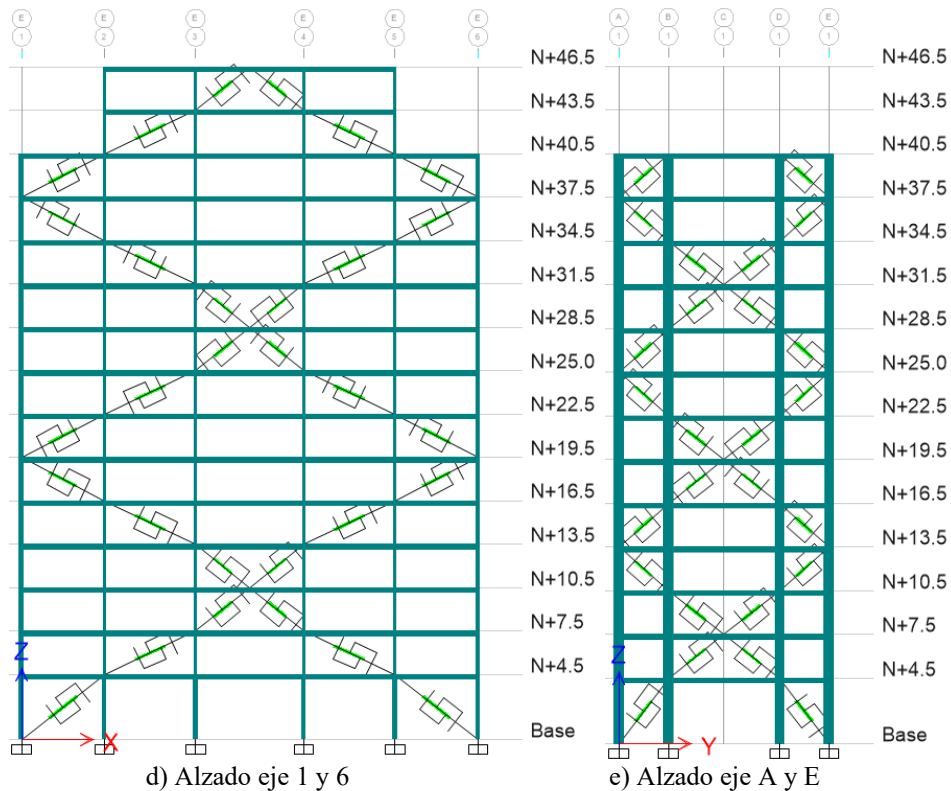 E E E E E E
1 2 3 4 5 6
N+46.5
N+43.5
N+40.5
N+37.5
N+34.5
N+31.5
N+28.5
N+25.0
N+22.5
N+19.5
N+16.5
N+13.5
N+10.5
N+7.5
N+4.5
Base
Z
X
d) Alzado eje 1 y 6
A B C D E
1 1 1 1 1
N+46.5
N+43.5
N+40.5
N+37.5
N+34.5
N+31.5
N+28.5
N+25.0
N+22.5
N+19.5
N+16.5
N+13.5
N+10.5
N+7.5
N+4.5
Base
Z
Y
e) Alzado eje A y E